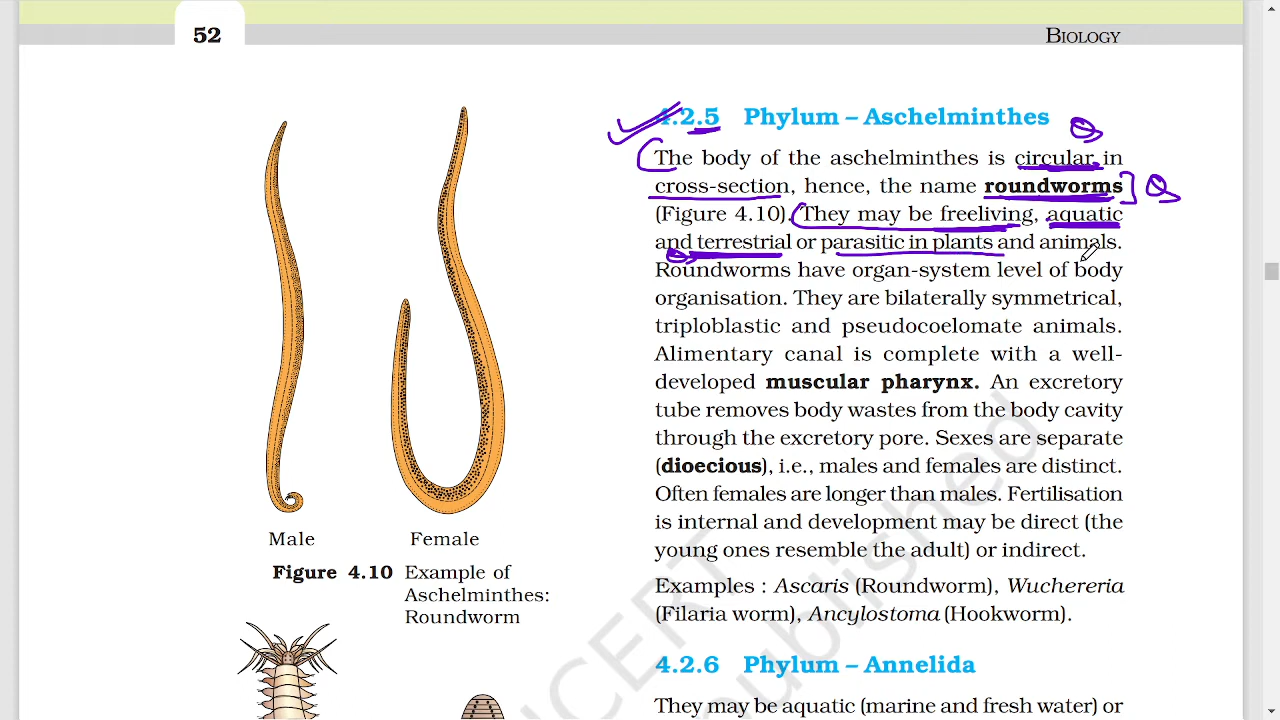 52
BIOLOGY
4.2.5 Phylum – Aschelminthes
The body of the aschelminthes is circular in
cross-section, hence, the name roundworms
(Figure 4.10). They may be freeliving, aquatic
and terrestrial or parasitic in plants and animals.
Roundworms have organ-system level of body
organisation. They are bilaterally symmetrical,
triploblastic and pseudocoelomate animals.
Alimentary canal is complete with a well-
developed muscular pharynx. An excretory
tube removes body wastes from the body cavity
through the excretory pore. Sexes are separate
(dioecious), i.e., males and females are distinct.
Often females are longer than males. Fertilisation
is internal and development may be direct (the
young ones resemble the adult) or indirect.
Examples : Ascaris (Roundworm), Wuchereria
(Filaria worm), Ancylostoma (Hookworm).
Male
Female
Figure 4.10 Example of
Aschelminthes:
Roundworm
4.2.6 Phylum – Annelida
They may be aquatic (marine and fresh water) or
NCERT
published